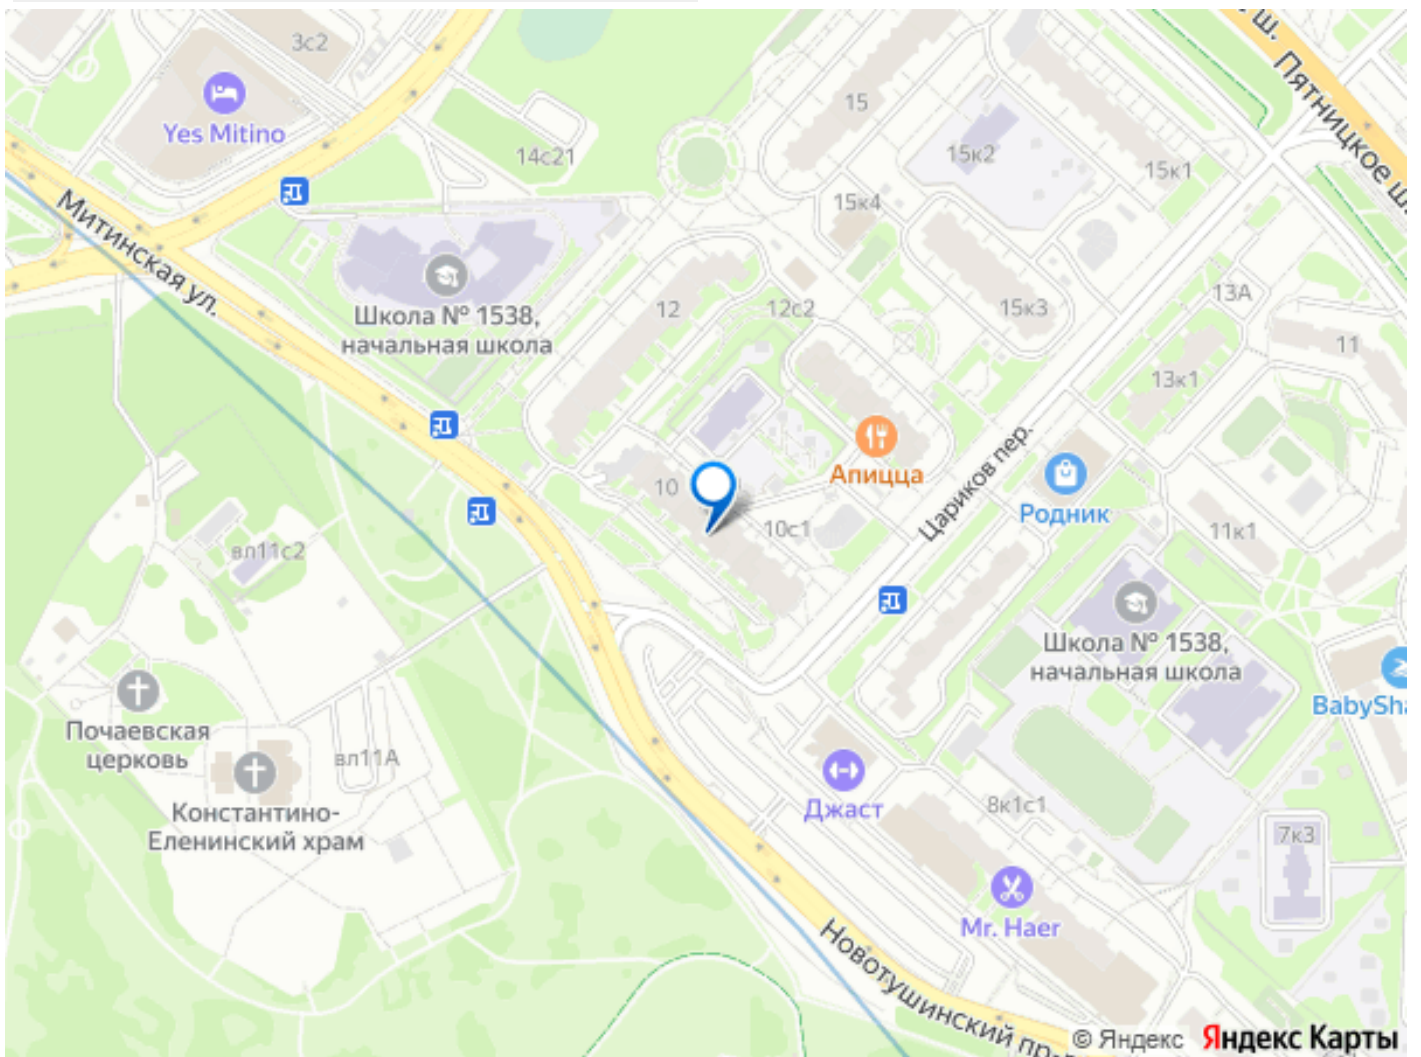 3с2
Yes Mitino
14с21
15
15к2
15к1
15к4
ш. Пятницкое ш.
Митинская ул.
Школа № 1538,
начальная школа
12
12с2
15к3
13А
11
13к1
Апицца
Цариков пер.
Родник
10
10с1
11к1
вл11с2
Школа № 1538,
начальная школа
BabySha
Почаевская
церковь
вл11А
Константино-
Еленинский храм
Джаст
8к1с1
7к3
Mr. Haer
Новотушинский пр.
© Яндекс Яндекс Карты